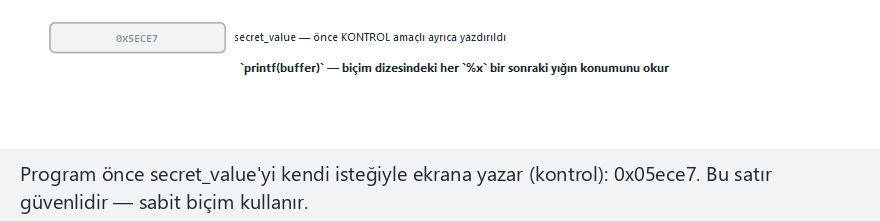 0x5ECE7
secret_value — önce KONTROL amaçlı ayrıca yazdırıldı
`printf(buffer)` — biçim dizesindeki her `%x` bir sonraki yığın konumunu okur
Program önce secret_value'yi kendi isteğiyle ekrana yazar (kontrol): 0x05ece7. Bu satır
güvenlidir — sabit biçim kullanır.